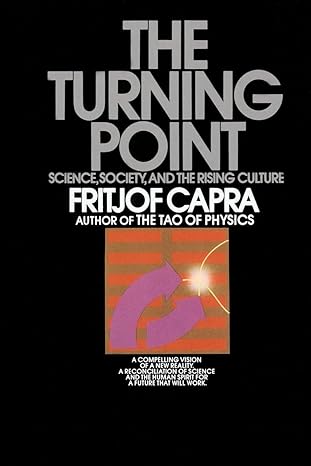 THE
TURNING
POINT
SCIENCE, SOCIETY, AND THE RISING CULTURE
FRITJOF CAPRA
AUTHOR OF THE TAO OF PHYSICS
A COMPELLING VISION
OF A NEW REALITY.
A RECONCILIATION OF SCIENCE
AND THE HUMAN SPIRIT FOR
A FUTURE THAT WILL WORK.